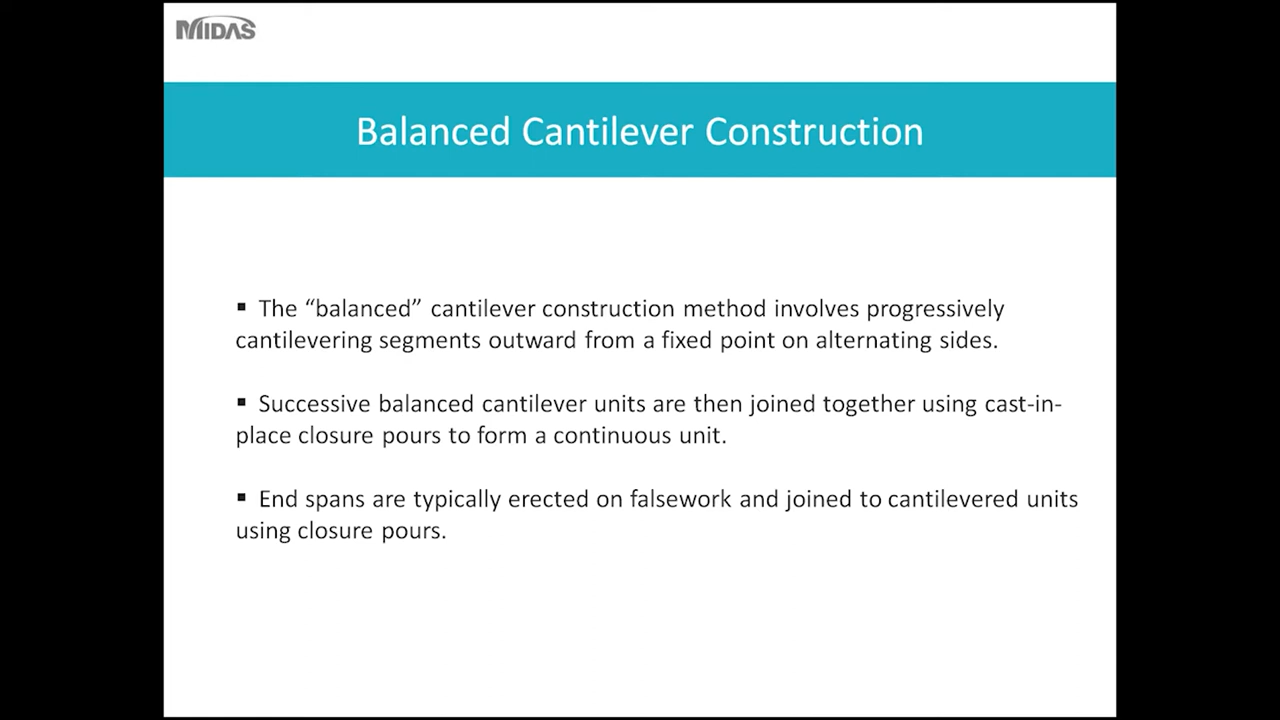 MIDAS
Balanced Cantilever Construction
▪ The “balanced” cantilever construction method involves progressively
cantilevering segments outward from a fixed point on alternating sides.
▪ Successive balanced cantilever units are then joined together using cast-in-
place closure pours to form a continuous unit.
▪ End spans are typically erected on falsework and joined to cantilevered units
using closure pours.